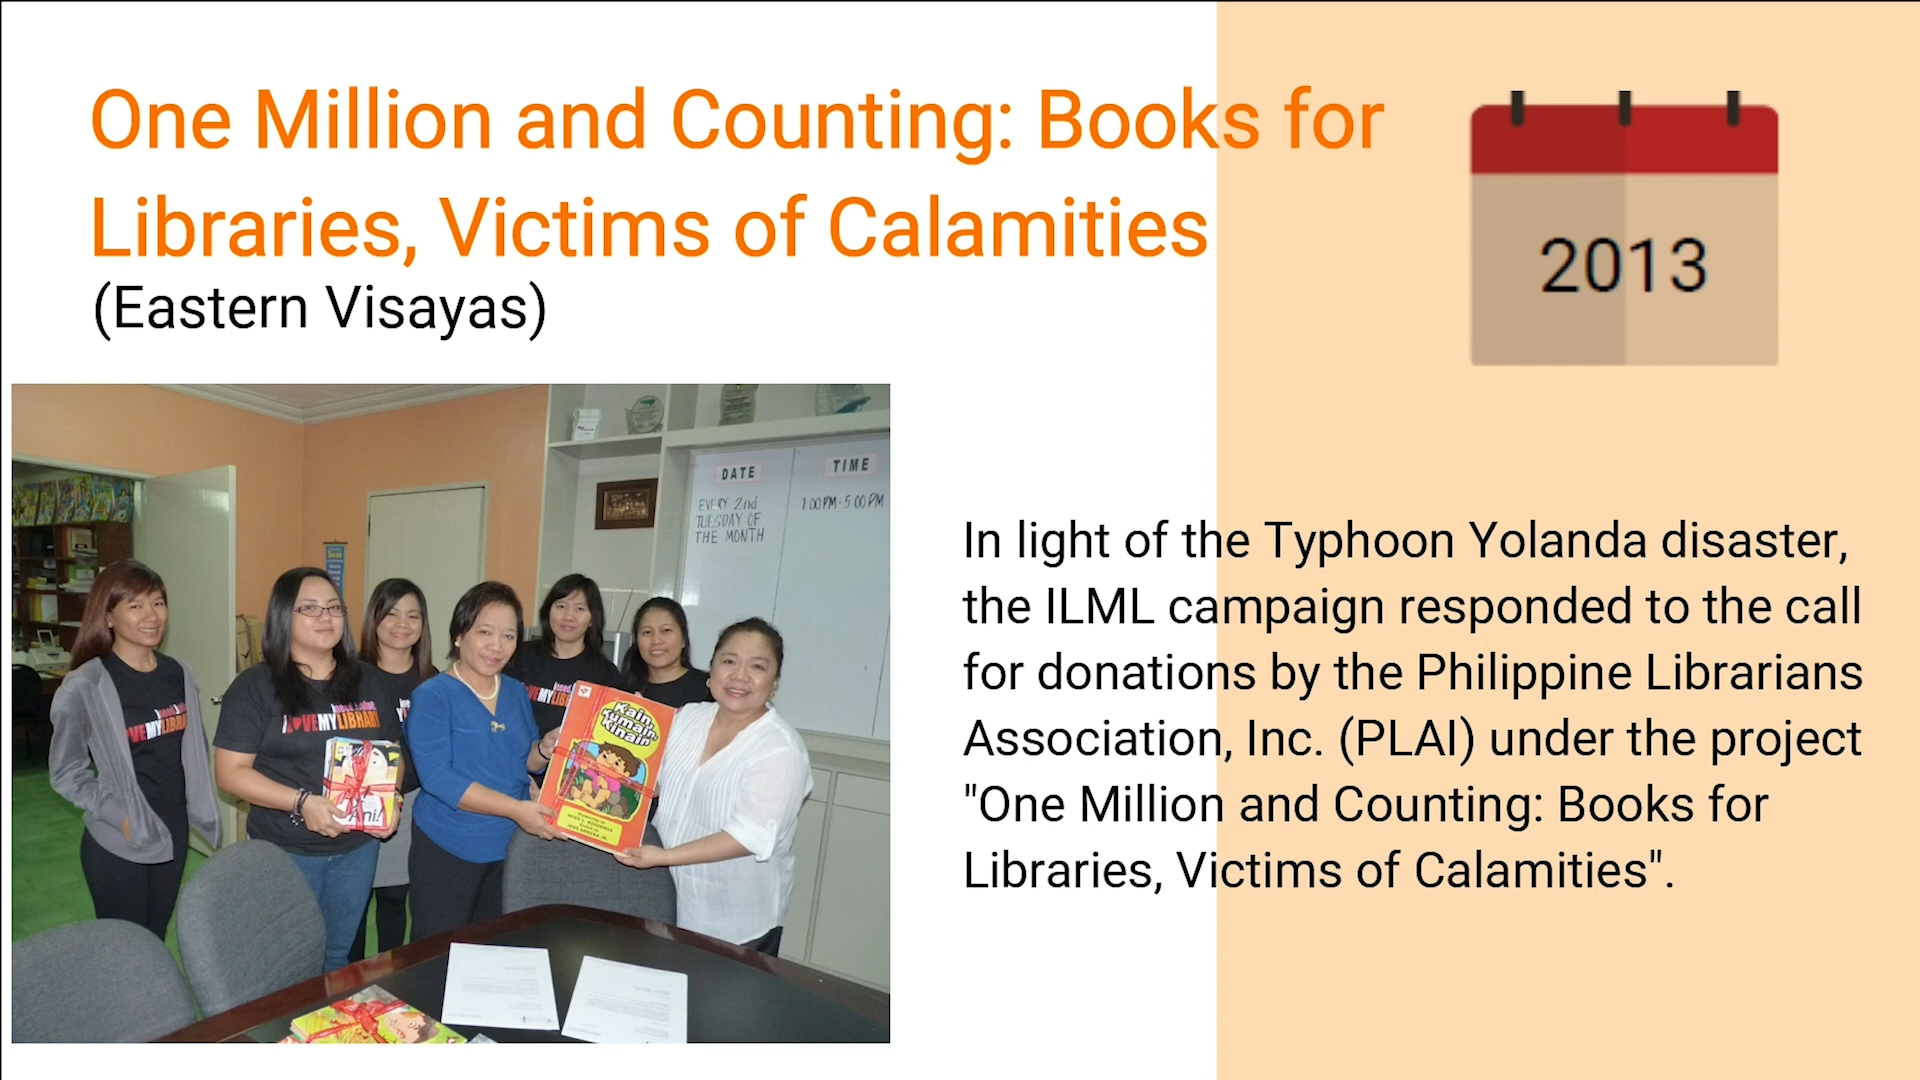 One Million and Counting: Books for
Libraries, Victims of Calamities
(Eastern Visayas)
2013
DATE
TIME
EVERY 2nd
TUESDAY OF
THE MONTH
1:00 PM - 5:00 PM
LOVEMYLIBRARY
Kain,
Kumain,
Kinain
Ani!
In light of the Typhoon Yolanda disaster,
the ILML campaign responded to the call
for donations by the Philippine Librarians
Association, Inc. (PLAI) under the project
"One Million and Counting: Books for
Libraries, Victims of Calamities".